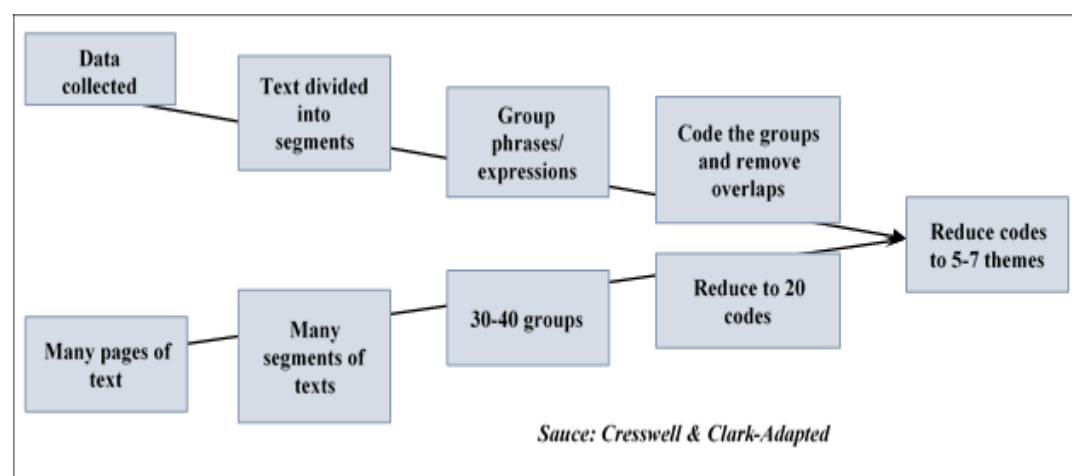 Data
collected
Text divided
into
segments
Group
phrases/
expressions
Code the groups
and remove
overlaps
Reduce codes
to 5-7 themes
Many pages of
text
Many
segments of
texts
30-40 groups
Reduce to 20
codes
Sauce: Cresswell & Clark-Adapted